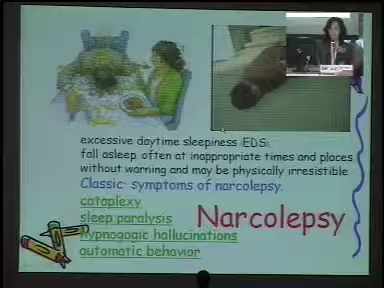 excessive daytime sleepiness (EDS).
fall asleep often at inappropriate times and places
without warning and may be physically irresistible
Classic symptoms of narcolepsy.
cataplexy
sleep paralysis
hypnogogic hallucinations
automatic behavior
Narcolepsy